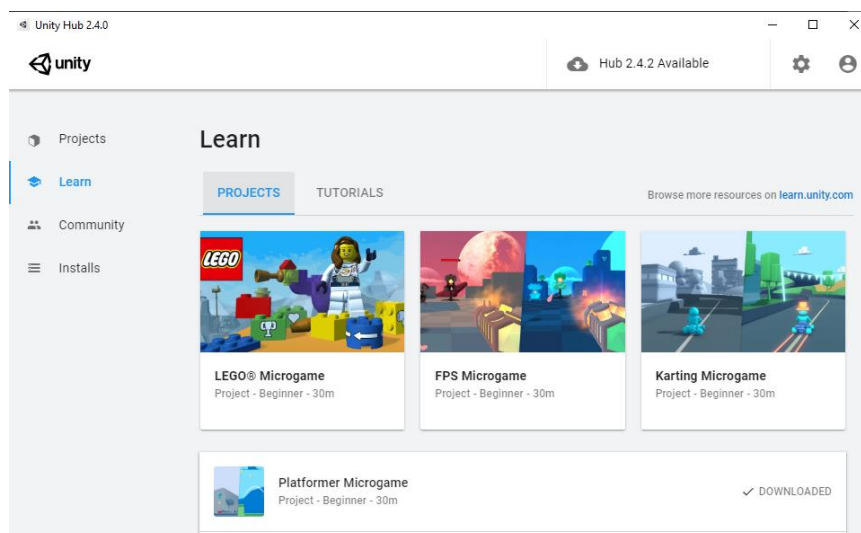 Unity Hub 2.4.0
unity
Hub 2.4.2 Available
Projects
Learn
Community
Installs
Learn
PROJECTS
TUTORIALS
Browse more resources on learn.unity.com
LEGO
LEGO® Microgame
Project - Beginner - 30m
FPS Microgame
Project - Beginner - 30m
Karting Microgame
Project - Beginner - 30m
Platformer Microgame
Project - Beginner - 30m
DOWNLOADED